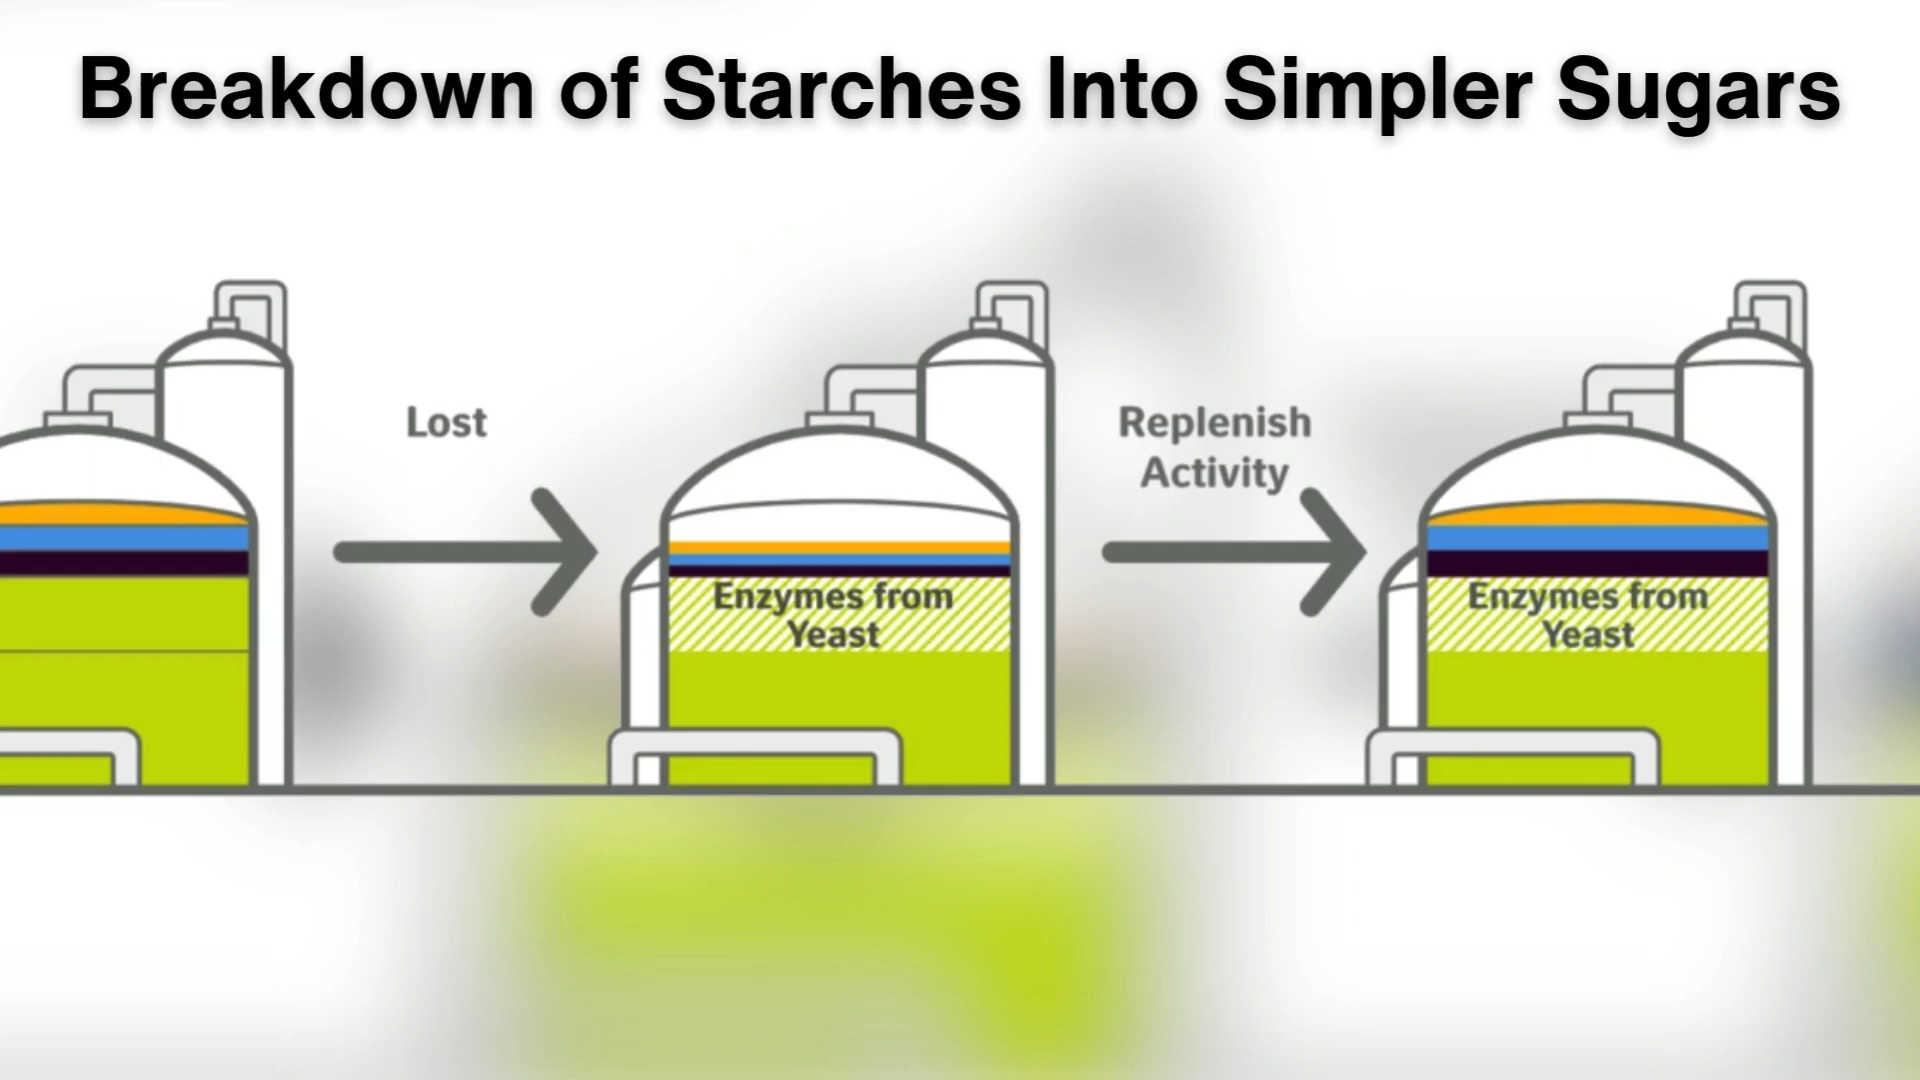 Breakdown of Starches Into Simpler Sugars
Lost
Replenish
Activity
Enzymes from
Yeast
Enzymes from
Yeast